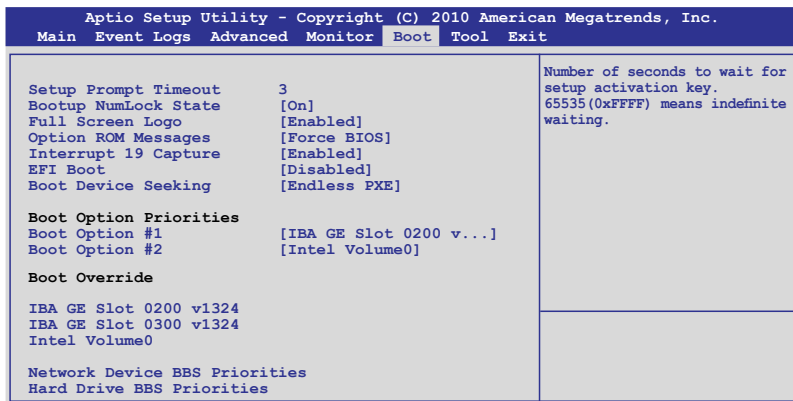 Aptio Setup Utility - Copyright (C) 2010 American Megatrends, Inc.
Main Event Logs Advanced Monitor Boot Tool Exit
Setup Prompt Timeout 3
Bootup NumLock State [On]
Full Screen Logo [Enabled]
Option ROM Messages [Force BIOS]
Interrupt 19 Capture [Enabled]
EFI Boot [Disabled]
Boot Device Seeking [Endless PXE]
Boot Option Priorities
Boot Option #1 [IBA GE Slot 0200 v...]
Boot Option #2 [Intel Volume0]
Boot Override
IBA GE Slot 0200 v1324
IBA GE Slot 0300 v1324
Intel Volume0
Network Device BBS Priorities
Hard Drive BBS Priorities
Number of seconds to wait for
setup activation key.
65535(0xFFFF) means indefinite
waiting.